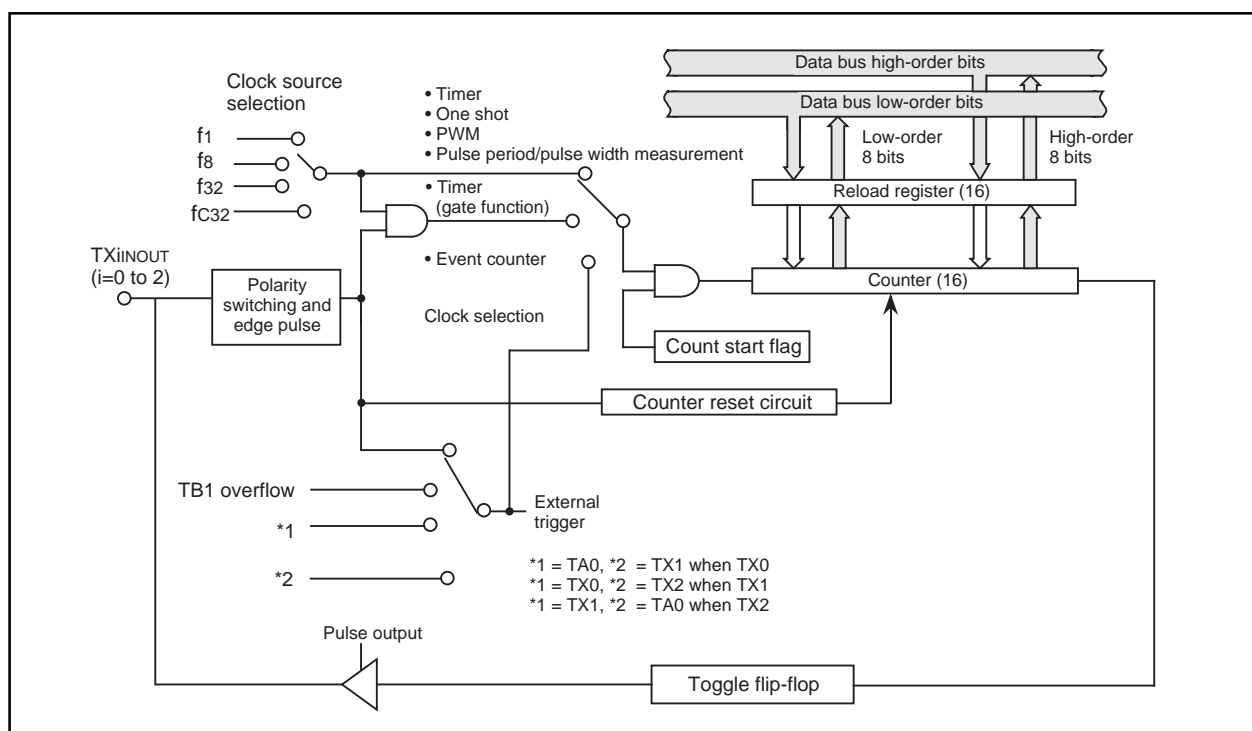 Data bus high-order bits
Data bus low-order bits
Clock source
selection
f1
f8
f32
fC32
• Timer
• One shot
• PWM
• Pulse period/pulse width measurement
• Timer
(gate function)
• Event counter
Clock selection
Low-order
8 bits
High-order
8 bits
Reload register (16)
Counter (16)
TXiINOUT
(i=0 to 2)
Polarity
switching and
edge pulse
Count start flag
Counter reset circuit
TB1 overflow
*1
*2
External
trigger
*1 = TA0, *2 = TX1 when TX0
*1 = TX0, *2 = TX2 when TX1
*1 = TX1, *2 = TA0 when TX2
Pulse output
Toggle flip-flop